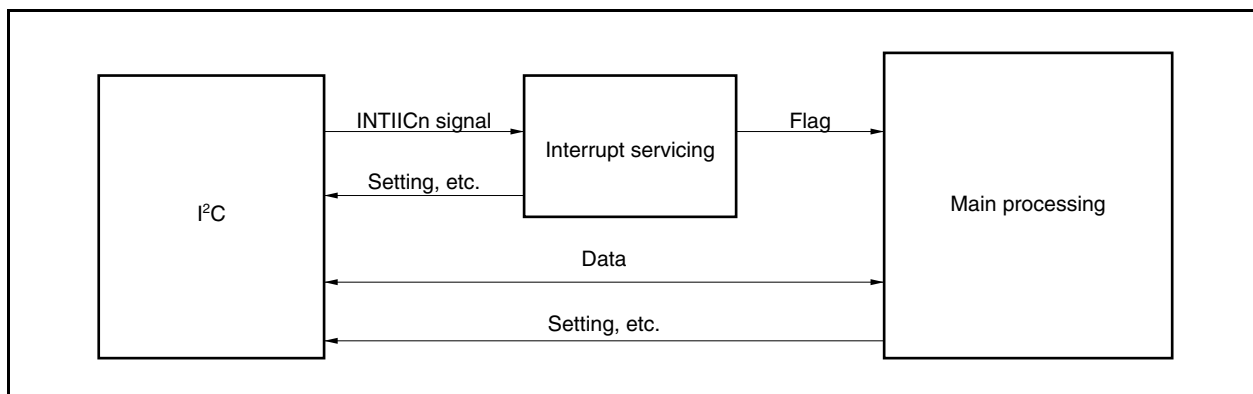 INTIICn signal
Flag
Interrupt servicing
Setting, etc.
I²C
Main processing
Data
Setting, etc.